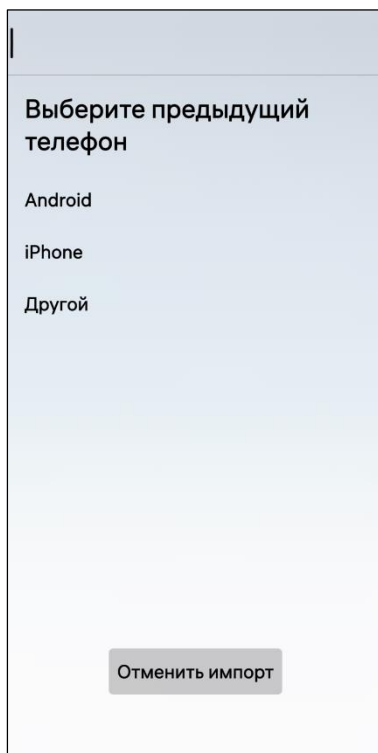 Выберите предыдущий
телефон
Android
iPhone
Другой
Отменить импорт